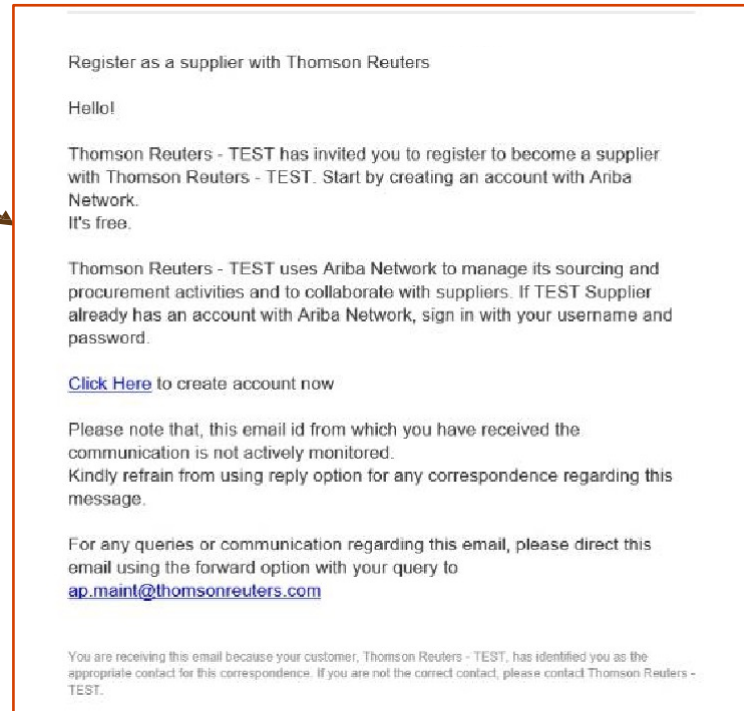 Register as a supplier with Thomson Reuters
Hello!
Thomson Reuters - TEST has invited you to register to become a supplier
with Thomson Reuters - TEST. Start by creating an account with Ariba
Network.
It's free.
Thomson Reuters - TEST uses Ariba Network to manage its sourcing and
procurement activities and to collaborate with suppliers. If TEST Supplier
already has an account with Ariba Network, sign in with your username and
password.
Click Here to create account now
Please note that, this email id from which you have received the
communication is not actively monitored.
Kindly refrain from using reply option for any correspondence regarding this
message.
For any queries or communication regarding this email, please direct this
email using the forward option with your query to
ap.maint@thomsonreuters.com
You are receiving this email because your customer, Thomson Reuters - TEST, has identified you as the
appropriate contact for this correspondence. If you are not the correct contact, please contact Thomson Reuters -
TEST.